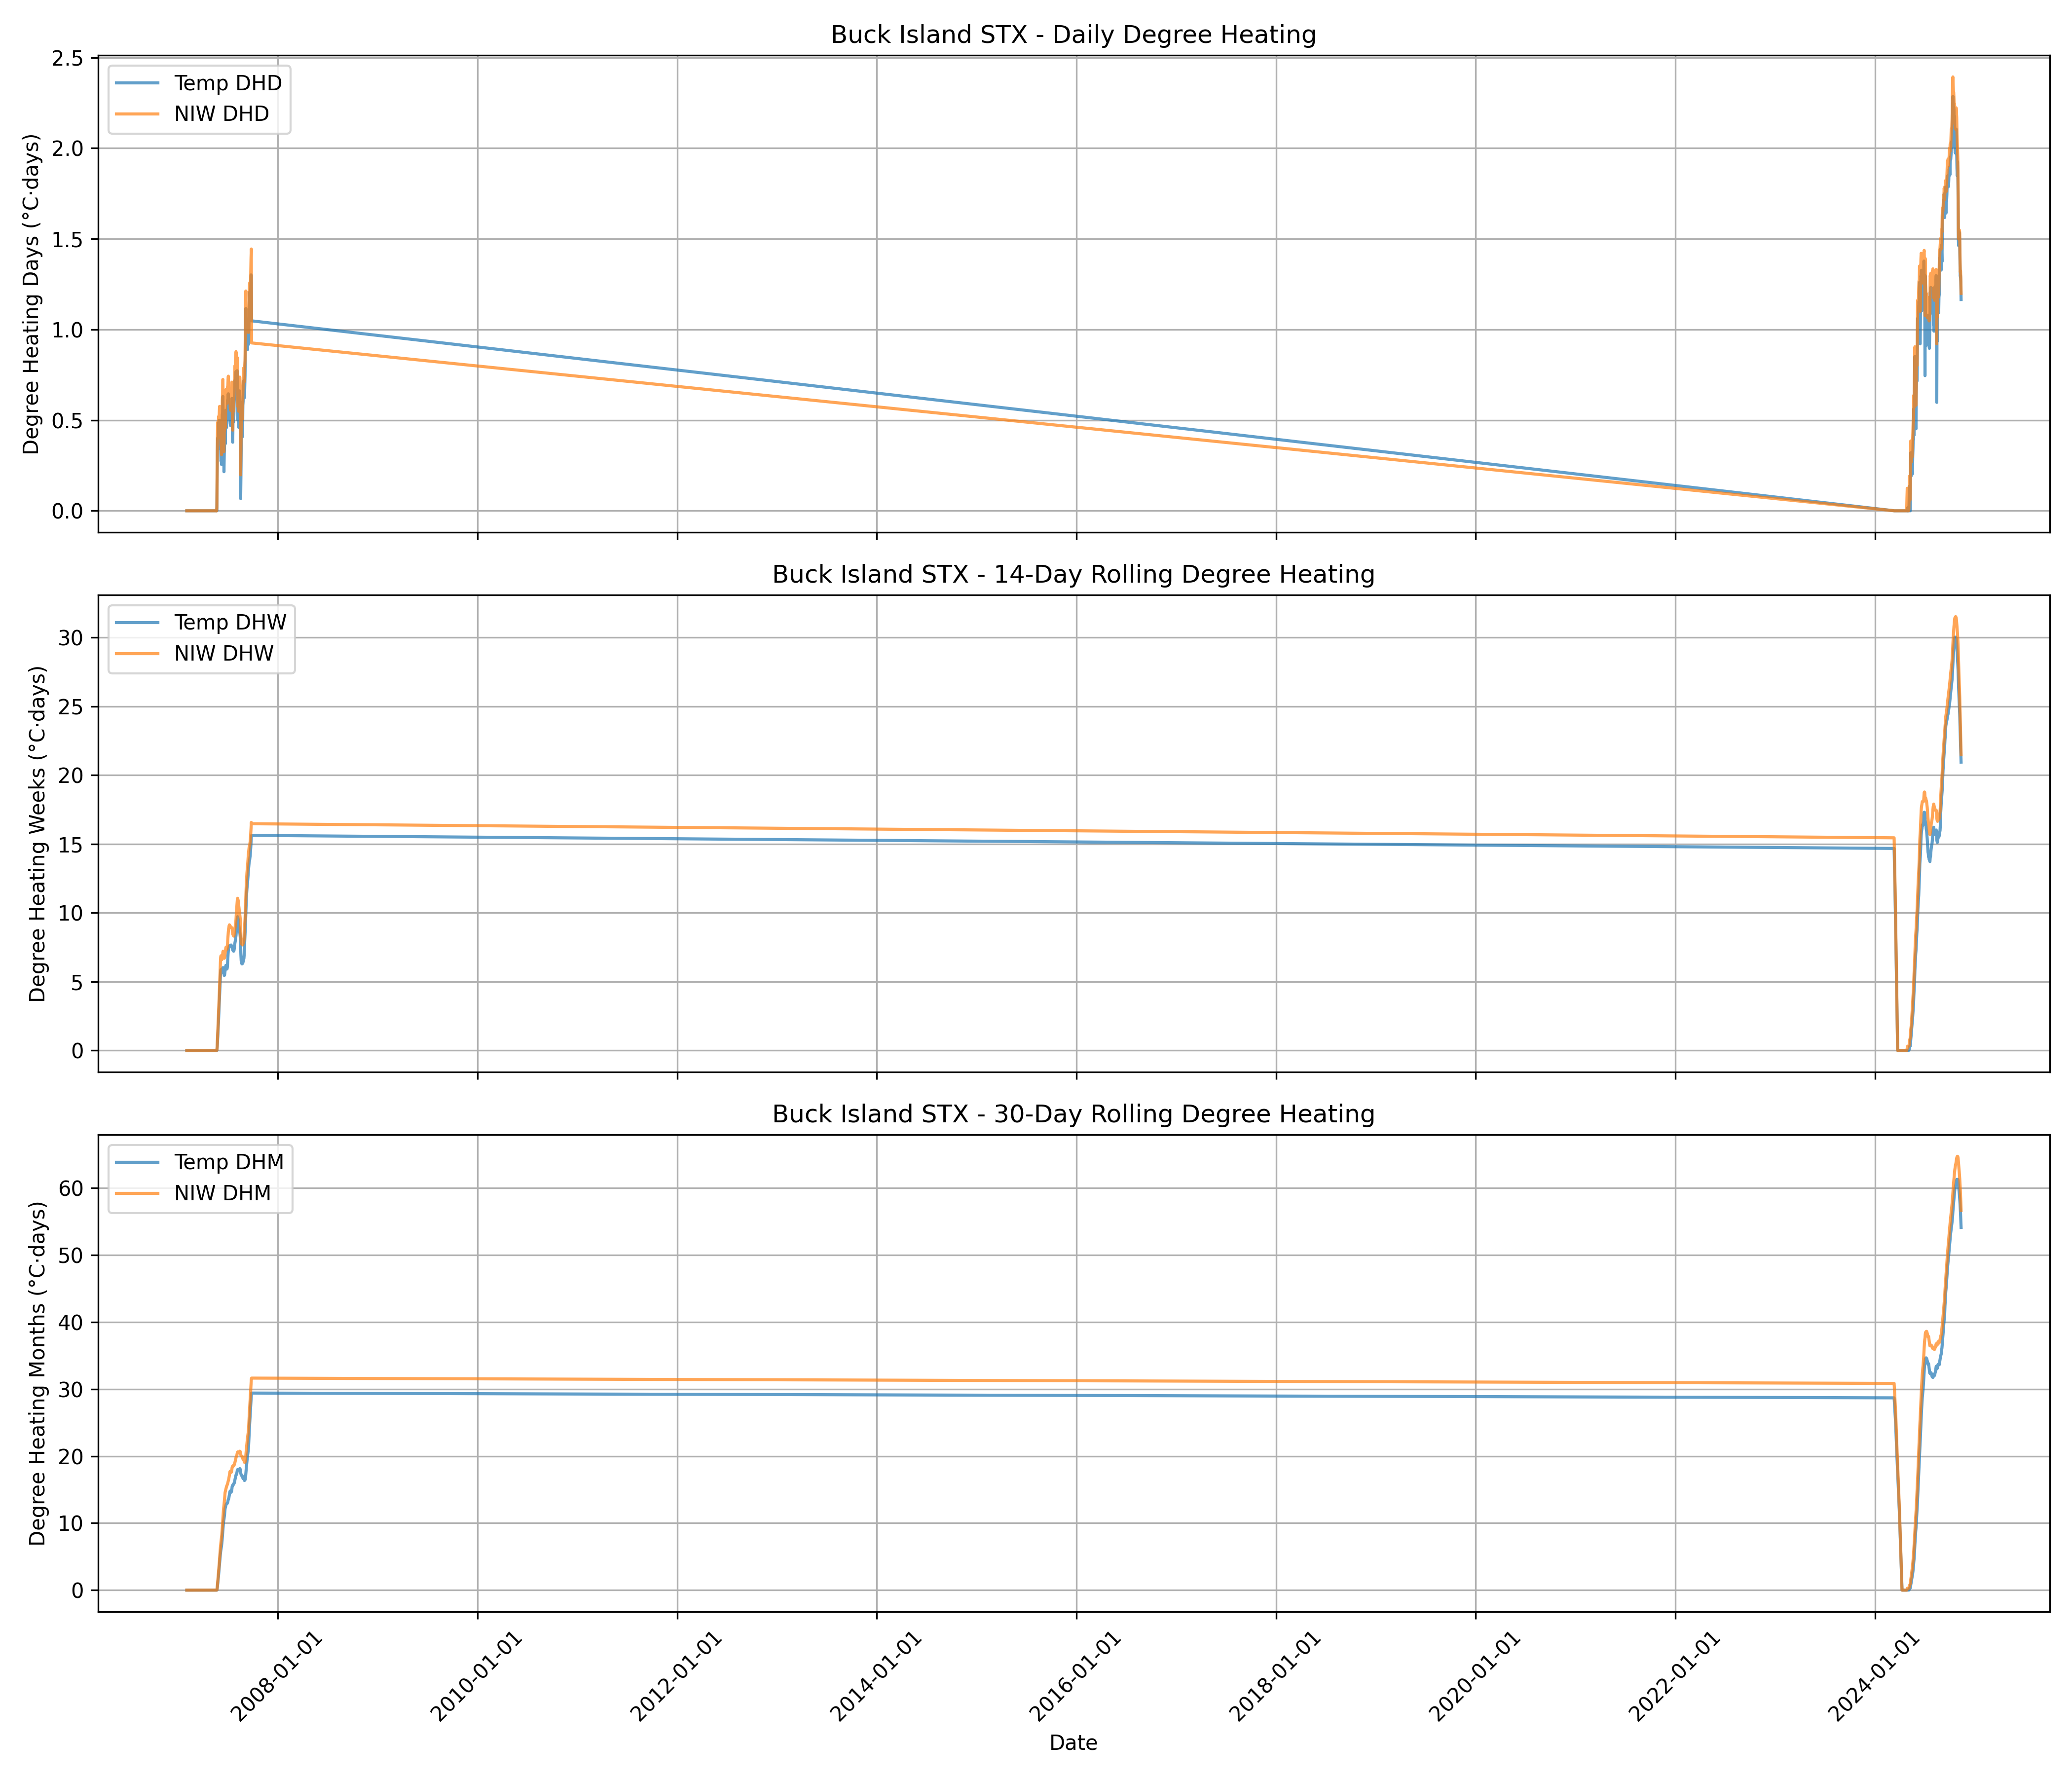 Buck Island STX - Daily Degree Heating
Degree Heating Days (°C·days)
2.5
2.0
1.5
1.0
0.5
0.0
Temp DHD
NIW DHD
Buck Island STX - 14-Day Rolling Degree Heating
Degree Heating Weeks (°C·days)
30
25
20
15
10
5
0
Temp DHW
NIW DHW
Buck Island STX - 30-Day Rolling Degree Heating
Degree Heating Months (°C·days)
60
50
40
30
20
10
0
Temp DHM
NIW DHM
2008-01-01
2010-01-01
2012-01-01
2014-01-01
2016-01-01
2018-01-01
2020-01-01
2022-01-01
2024-01-01
Date